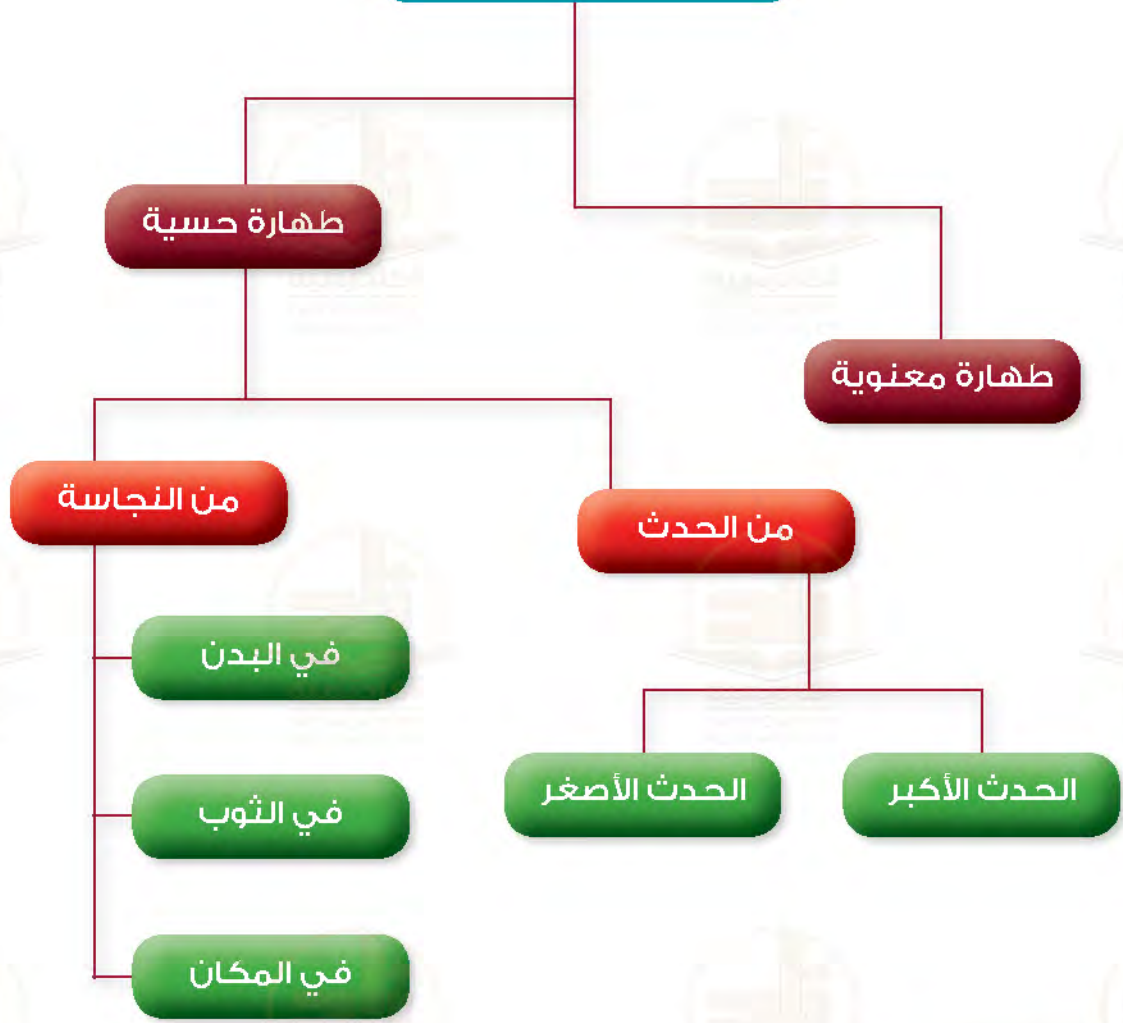 طهارة حسية
طهارة معنوية
من النجاسة
من الحدث
في البدن
في الثوب
في المكان
الحدث الأكبر
الحدث الأصغر